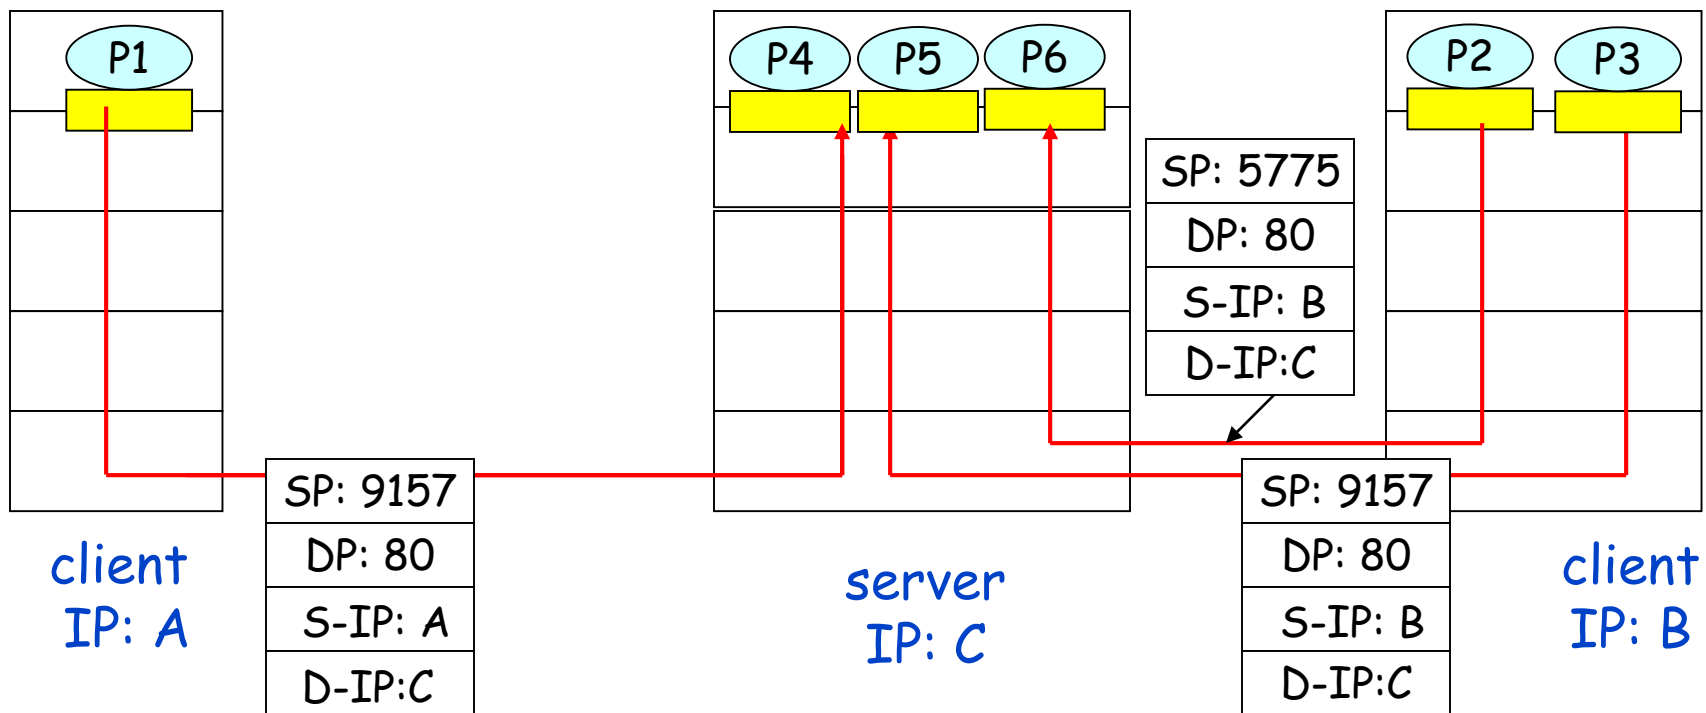 P1
P4
P5
P6
P2
P3
SP: 5775
DP: 80
S-IP: B
D-IP:C
SP: 9157
DP: 80
S-IP: A
D-IP:C
SP: 9157
DP: 80
S-IP: B
D-IP:C
client
IP: A
server
IP: C
client
IP: B